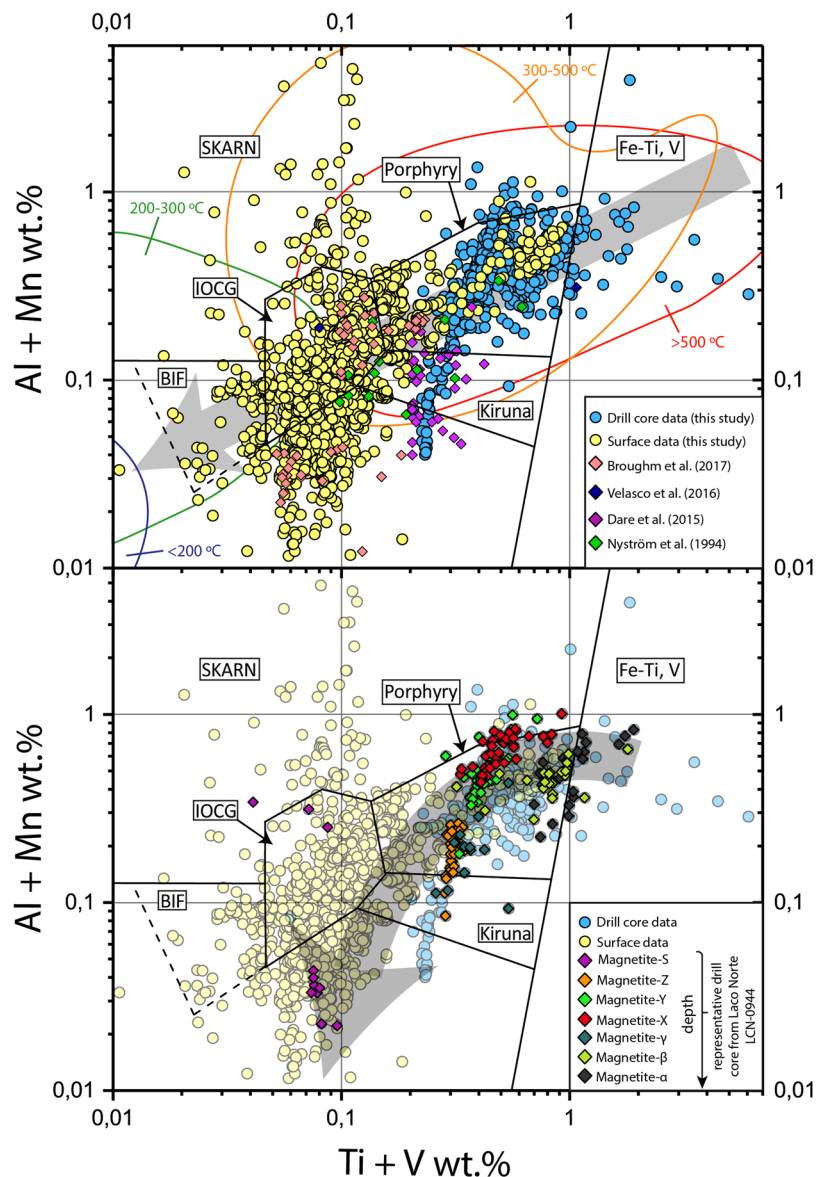 0,01
0,1
1
300-500 ºC
SKARN
Fe-Ti, V
Porphyry
1
1
200-300 ºC
IOCG
>500 ºC
Al + Mn wt.%
0,1
0,1
BIF
Kiruna
Drill core data (this study)
Surface data (this study)
Broughm et al. (2017)
Velasco et al. (2016)
Dare et al. (2015)
Nyström et al. (1994)
<200 ºC
0,01
0,01
SKARN
Fe-Ti, V
Porphyry
1
1
IOCG
Al + Mn wt.%
0,1
0,1
BIF
Kiruna
Drill core data
Surface data
Magnetite-S
Magnetite-Z
Magnetite-Y
Magnetite-X
Magnetite-γ
Magnetite-β
Magnetite-α
depth
representative drill
core from Laco Norte
LCN-0944
0,01
0,01
0,01
0,1
1
Ti + V wt.%